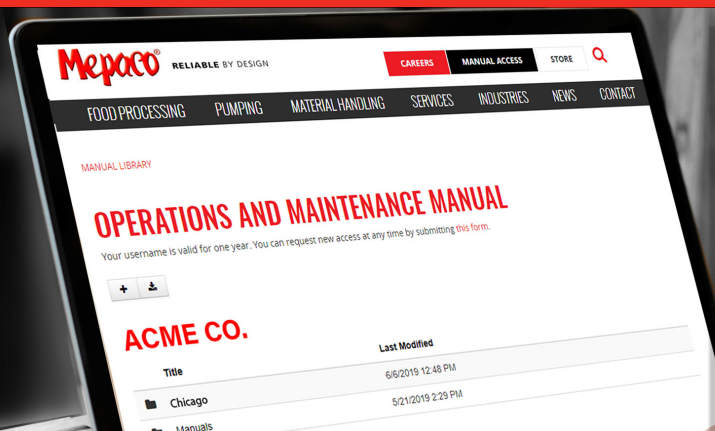 Mepaco® RELIABLE BY DESIGN
CAREERS MANUAL ACCESS STORE
FOOD PROCESSING PUMPING MATERIAL HANDLING SERVICES INDUSTRIES NEWS CONTACT
MANUAL LIBRARY
OPERATIONS AND MAINTENANCE MANUAL
Your username is valid for one year. You can request new access at any time by submitting this form.
ACME CO.
Title Last Modified
Chicago 6/6/2019 12:48 PM
Manuals 5/21/2019 2:29 PM